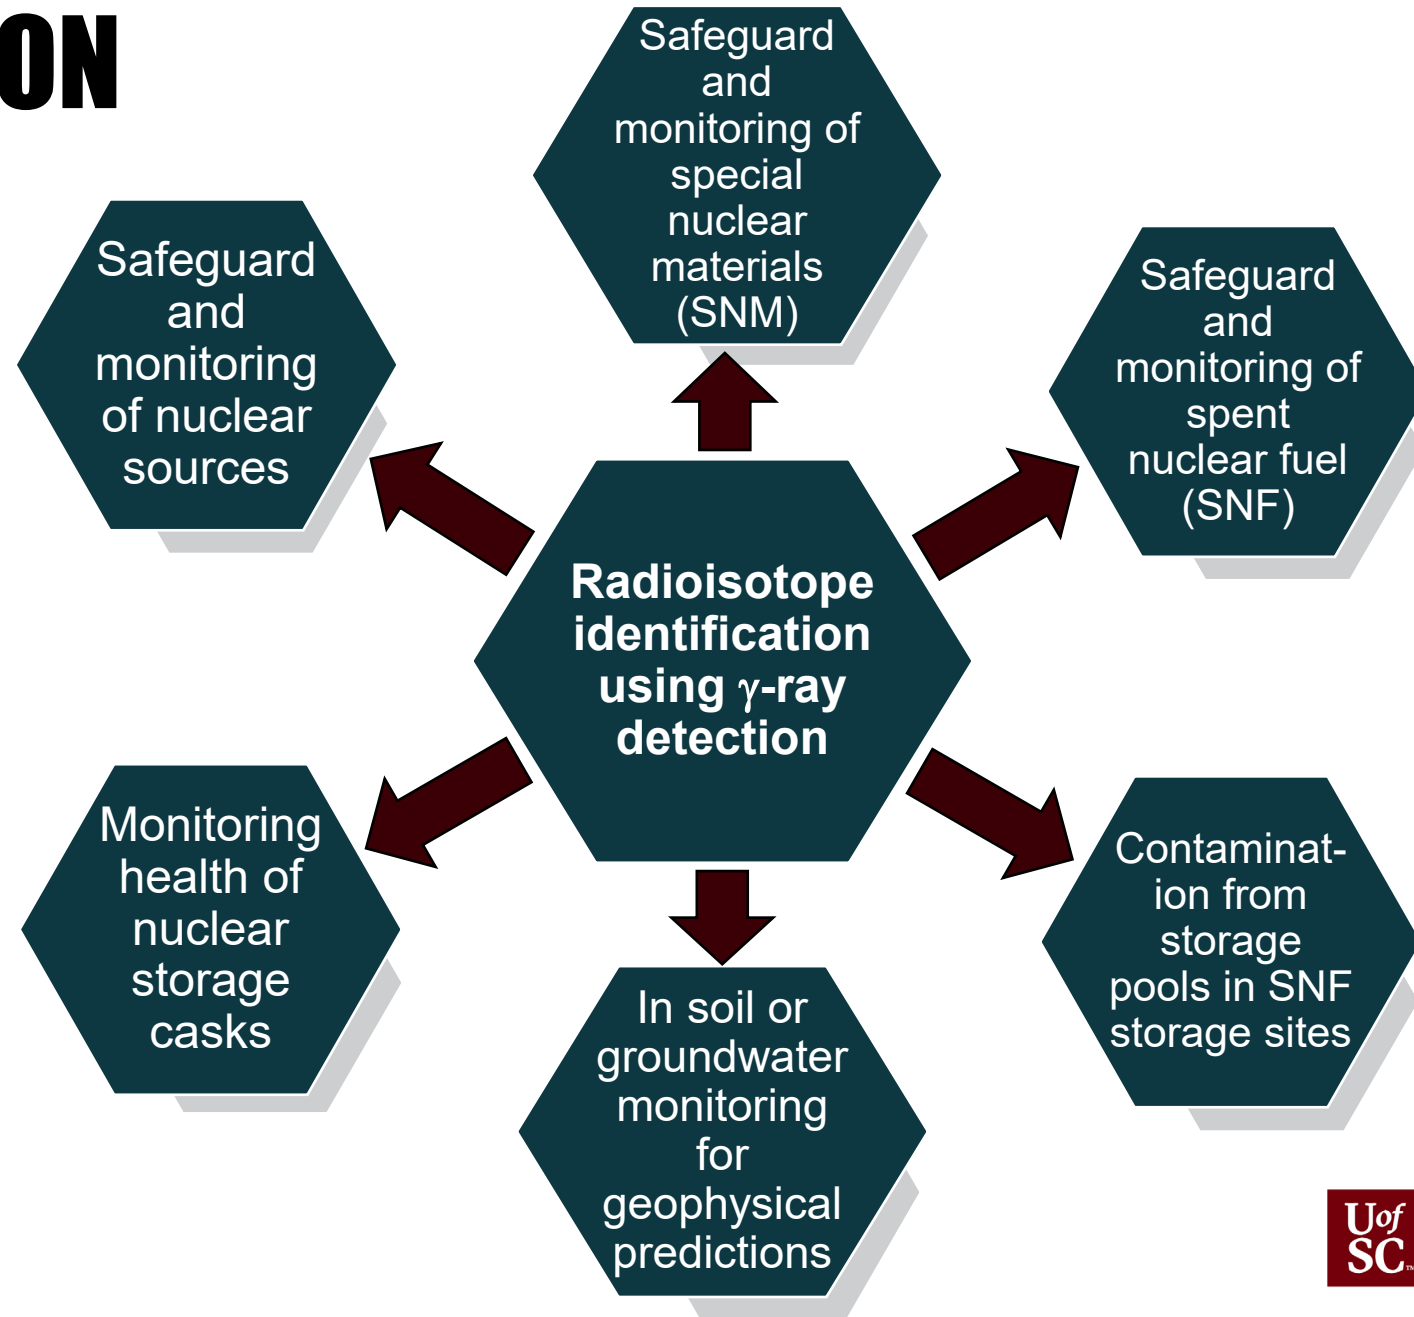 ON
Safeguard
and
monitoring of
special
nuclear
materials
(SNM)
Safeguard
and
monitoring
of nuclear
sources
Safeguard
and
monitoring of
spent
nuclear fuel
(SNF)
Radioisotope
identification
using γ-ray
detection
Monitoring
health of
nuclear
storage
casks
Contaminat-
ion from
storage
pools in SNF
storage sites
In soil or
groundwater
monitoring
for
geophysical
predictions
Uof
SC™